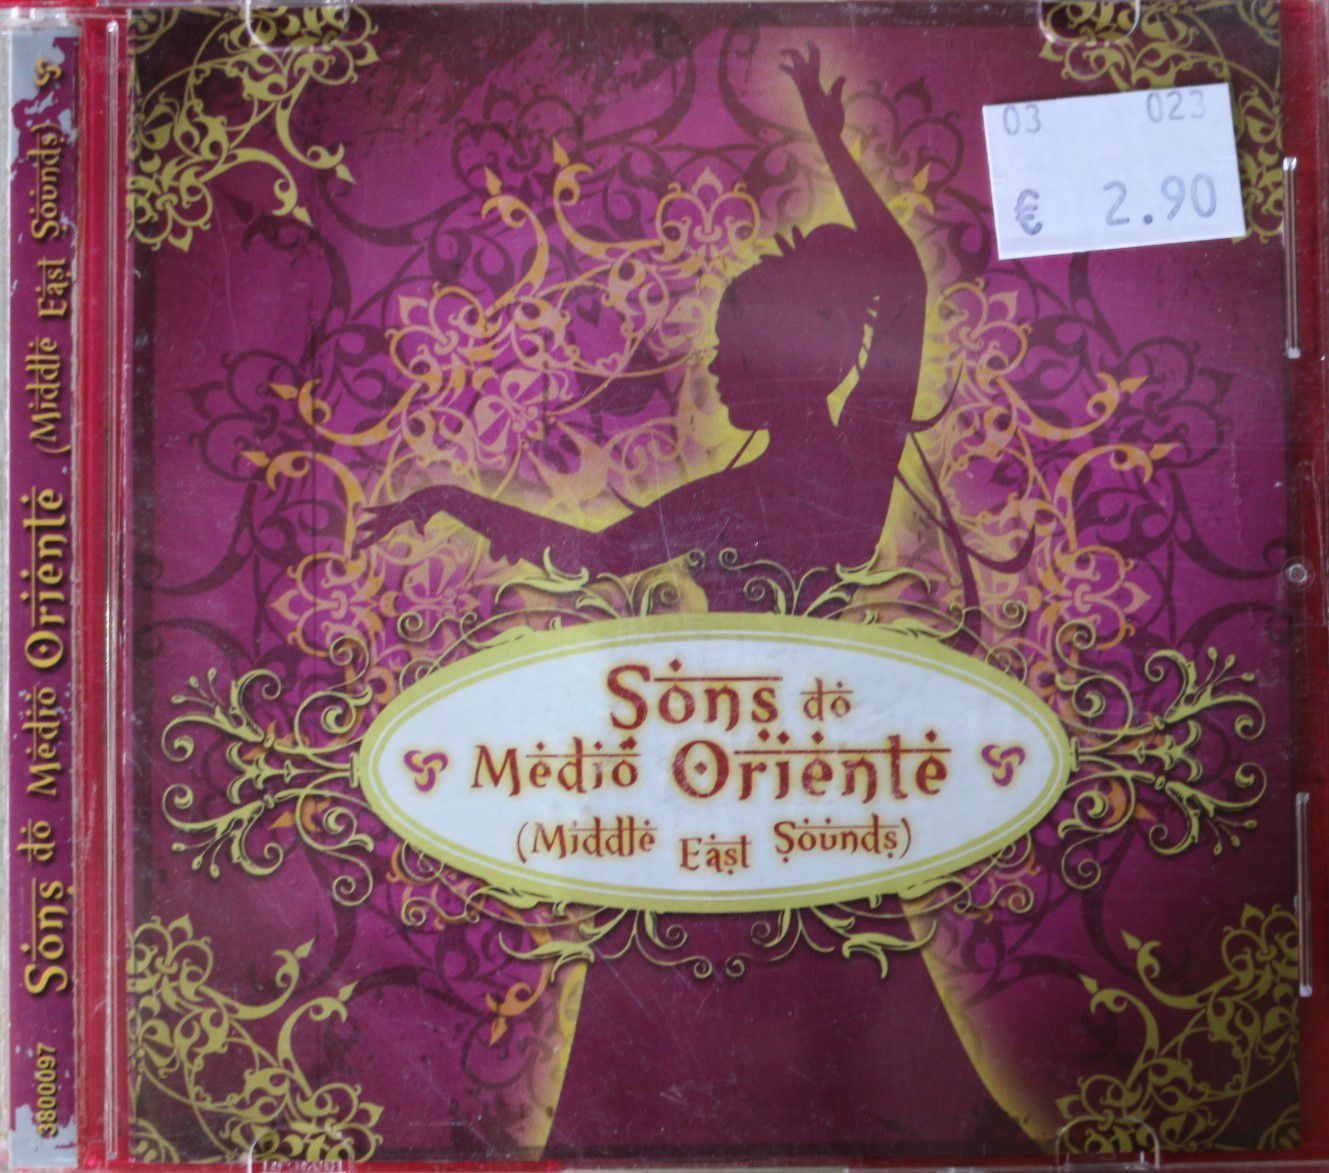 03 023
€ 2.90
Sons do
Medio Oriente
(Middle East Sounds)
3800097 Sons do Medio Oriente (Middle East Sounds)